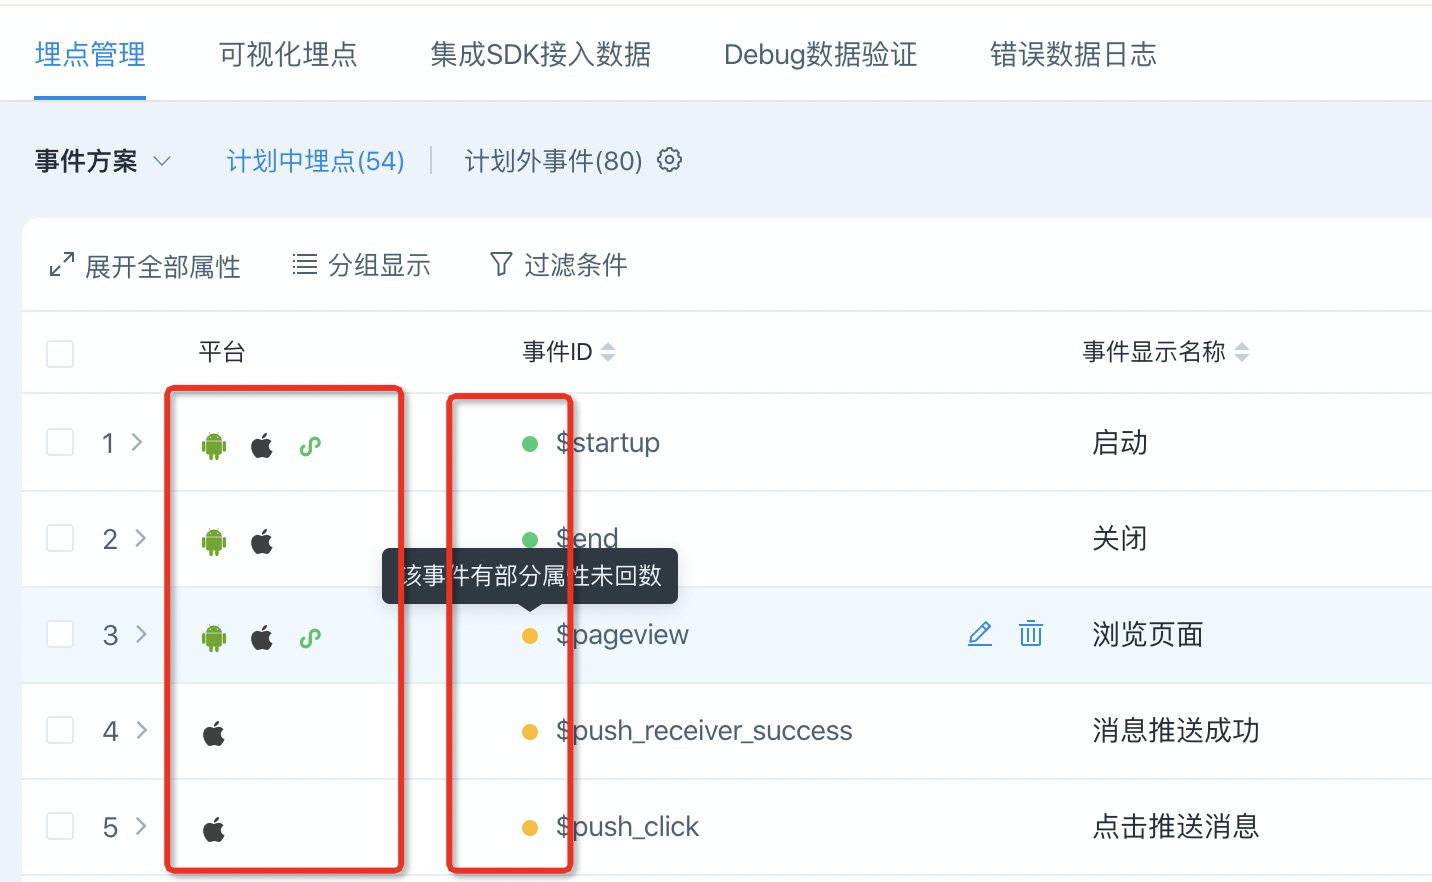 埋点管理 可视化埋点 集成SDK接入数据 Debug数据验证 错误数据日志
事件方案 计划中埋点(54) 计划外事件(80)
展开全部属性 分组显示 过滤条件
平台 事件ID 事件显示名称
1 $startup 启动
2 $end 关闭
该事件有部分属性未回数
3 $pageview 浏览页面
4 $push_receiver_success 消息推送成功
5 $push_click 点击推送消息